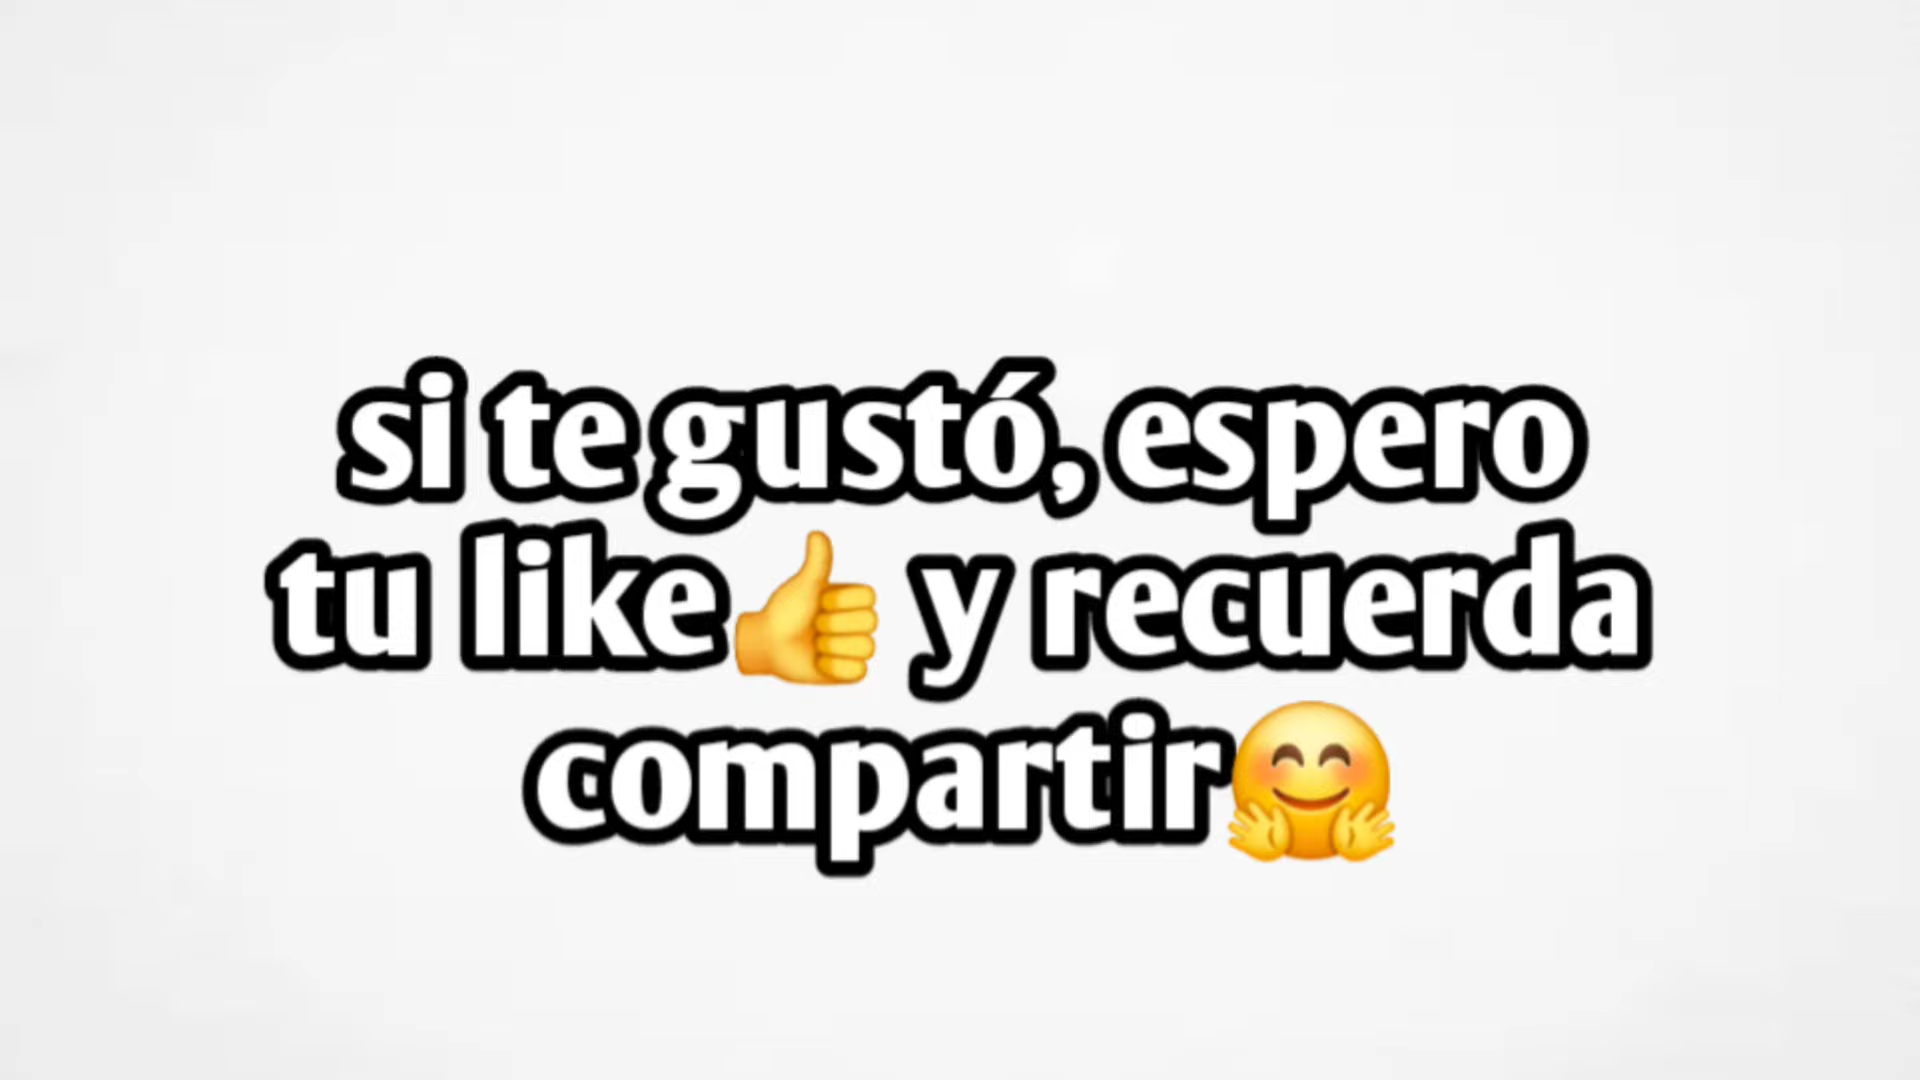 si te gustó, espero
tu like👍 y recuerda
compartir🤗